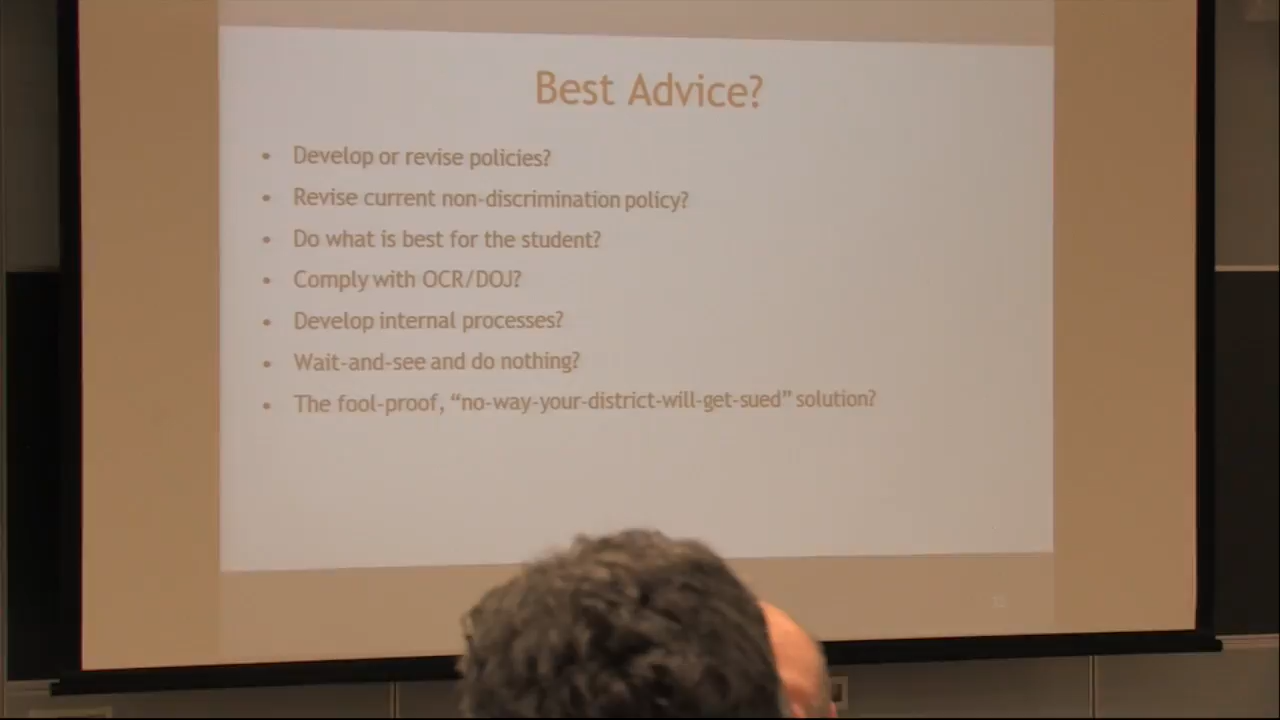 Best Advice?
• Develop or revise policies?
• Revise current non-discrimination policy?
• Do what is best for the student?
• Comply with OCR/DOJ?
• Develop internal processes?
• Wait-and-see and do nothing?
• The fool-proof, “no-way-your-district-will-get-sued” solution?